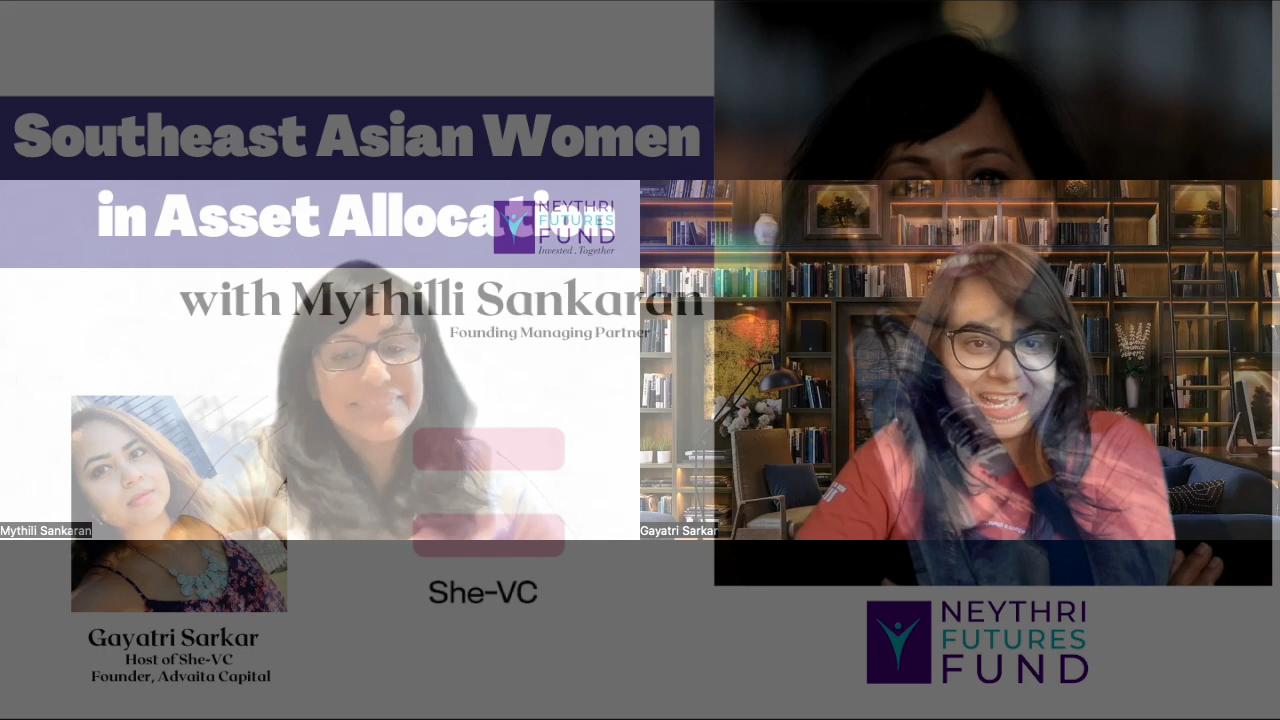 Southeast Asian Women
in Asset Allocati
NEYTHRI
FUTURES
FUND
Invested . Together
with Mythilli Sankaran
Founding Managing Partner
Mythili Sankaran
Gayatri Sarkar
She-VC
Gayatri Sarkar
Host of She-VC
Founder, Advaita Capital
NEYTHRI
FUTURES
FUND